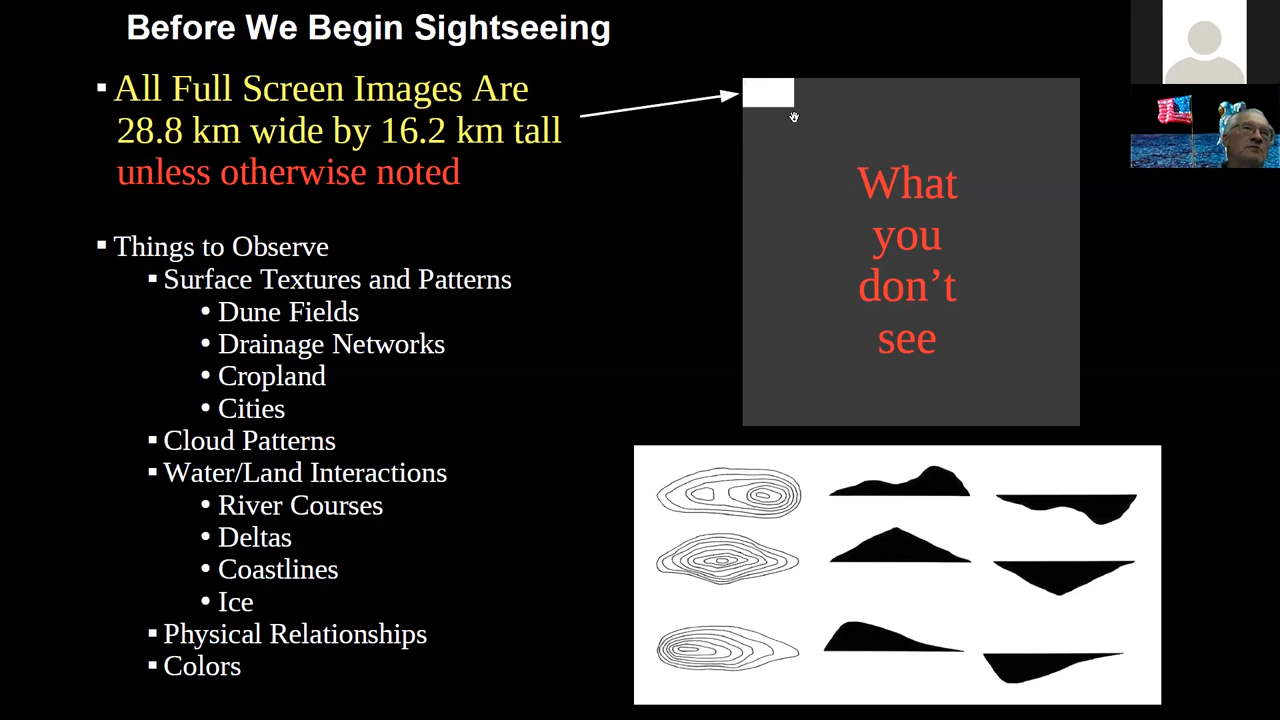 Before We Begin Sightseeing
▪ All Full Screen Images Are
28.8 km wide by 16.2 km tall
unless otherwise noted
▪ Things to Observe
▪ Surface Textures and Patterns
• Dune Fields
• Drainage Networks
• Cropland
• Cities
▪ Cloud Patterns
▪ Water/Land Interactions
• River Courses
• Deltas
• Coastlines
• Ice
▪ Physical Relationships
▪ Colors
What
you
don’t
see